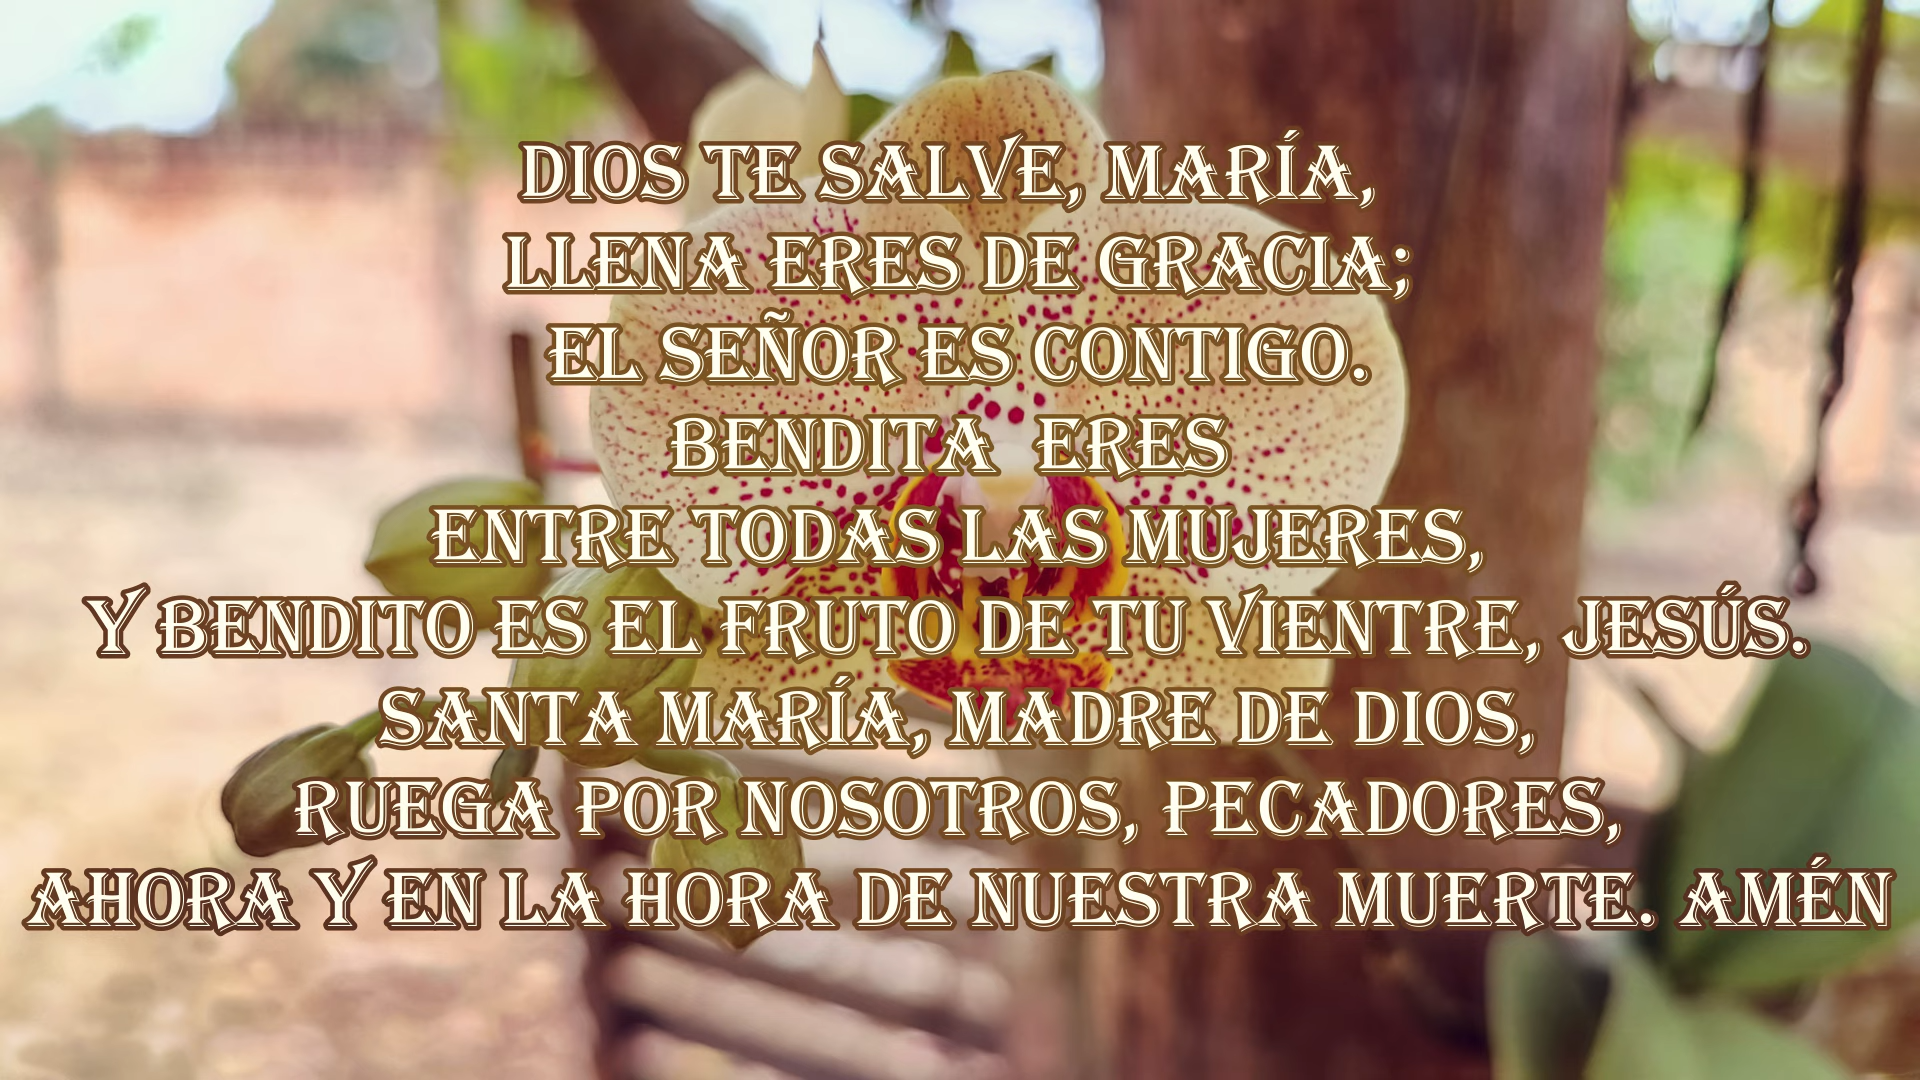 DIOS TE SALVE, MARÍA,
LLENA ERES DE GRACIA;
EL SEÑOR ES CONTIGO.
BENDITA ERES
ENTRE TODAS LAS MUJERES,
Y BENDITO ES EL FRUTO DE TU VIENTRE, JESÚS.
SANTA MARÍA, MADRE DE DIOS,
RUEGA POR NOSOTROS, PECADORES,
AHORA Y EN LA HORA DE NUESTRA MUERTE. AMÉN